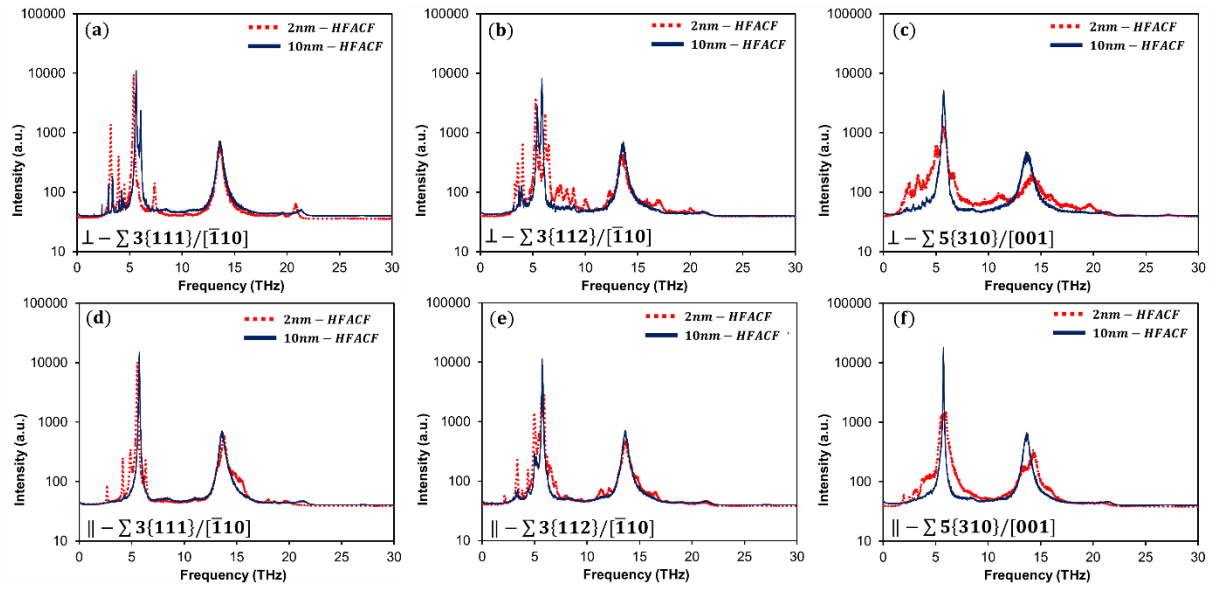 (a)
2nm − HFACF
10nm − HFACF
100000
10000
1000
100
10
Intensity (a.u.)
⊥ − ∑ 3{111}/[1̅10]
0 5 10 15 20 25 30
Frequency (THz)
(b)
2nm − HFACF
10nm − HFACF
100000
10000
1000
100
10
Intensity (a.u.)
⊥ − ∑ 3{112}/[1̅10]
0 5 10 15 20 25 30
Frequency (THz)
(c)
2nm − HFACF
10nm − HFACF
100000
10000
1000
100
10
Intensity (a.u.)
⊥ − ∑ 5{310}/[001]
0 5 10 15 20 25 30
Frequency (THz)
(d)
2nm − HFACF
10nm − HFACF
100000
10000
1000
100
10
Intensity (a.u.)
∥ − ∑ 3{111}/[1̅10]
0 5 10 15 20 25 30
Frequency (THz)
(e)
2nm − HFACF
10nm − HFACF
100000
10000
1000
100
10
Intensity (a.u.)
∥ − ∑ 3{112}/[1̅10]
0 5 10 15 20 25 30
Frequency (THz)
(f)
2nm − HFACF
10nm − HFACF
100000
10000
1000
100
10
Intensity (a.u.)
∥ − ∑ 5{310}/[001]
0 5 10 15 20 25 30
Frequency (THz)